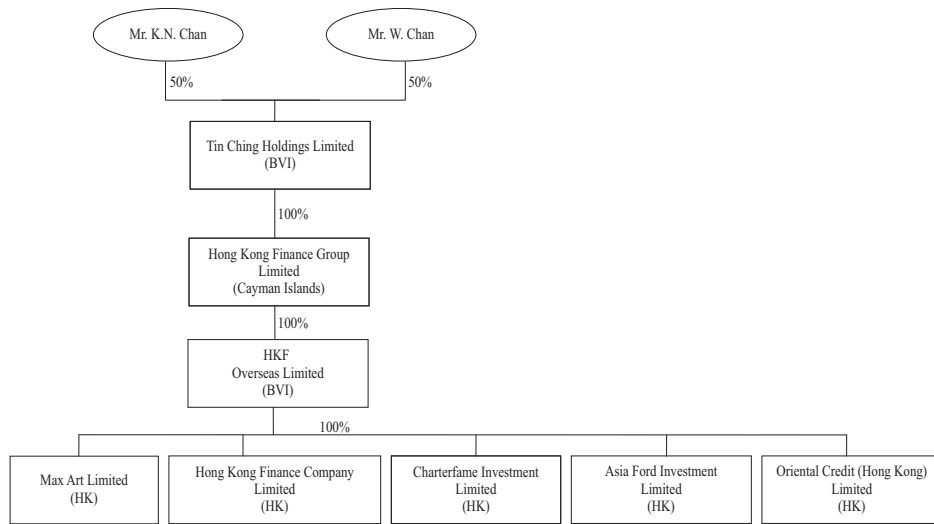 Mr. K.N. Chan
Mr. W. Chan
50%
50%
Tin Ching Holdings Limited
(BVI)
100%
Hong Kong Finance Group
Limited
(Cayman Islands)
100%
HKF
Overseas Limited
(BVI)
100%
Max Art Limited
(HK)
Hong Kong Finance Company
Limited
(HK)
Charterfame Investment
Limited
(HK)
Asia Ford Investment
Limited
(HK)
Oriental Credit (Hong Kong)
Limited
(HK)